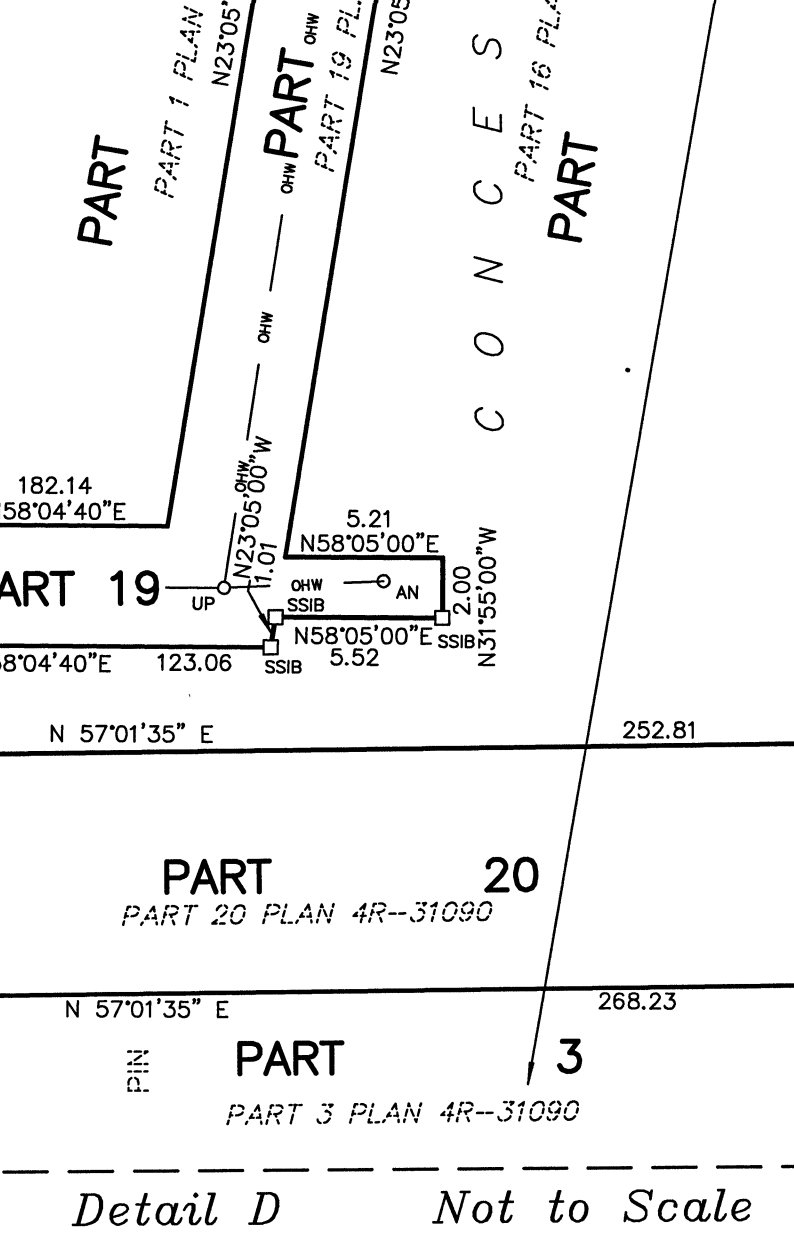 PART
PART 1 PLAN
N23°05'
PART
OHW
PART 19 PL
N23°05
CONCES
PART 16 PLA
PART
OHW
OHW
OHW
N23°05'00"W
1.01
182.14
58°04'40"E
5.21
N58°05'00"E
ART 19
UP
OHW
AN
SSIB
2.00
N31°55'00"W
N58°05'00"E
SSIB
5.52
8°04'40"E
123.06
SSIB
N 57°01'35" E
252.81
PART 20
PART 20 PLAN 4R--31090
N 57°01'35" E
268.23
PIN
PART 3
PART 3 PLAN 4R--31090
Detail D Not to Scale